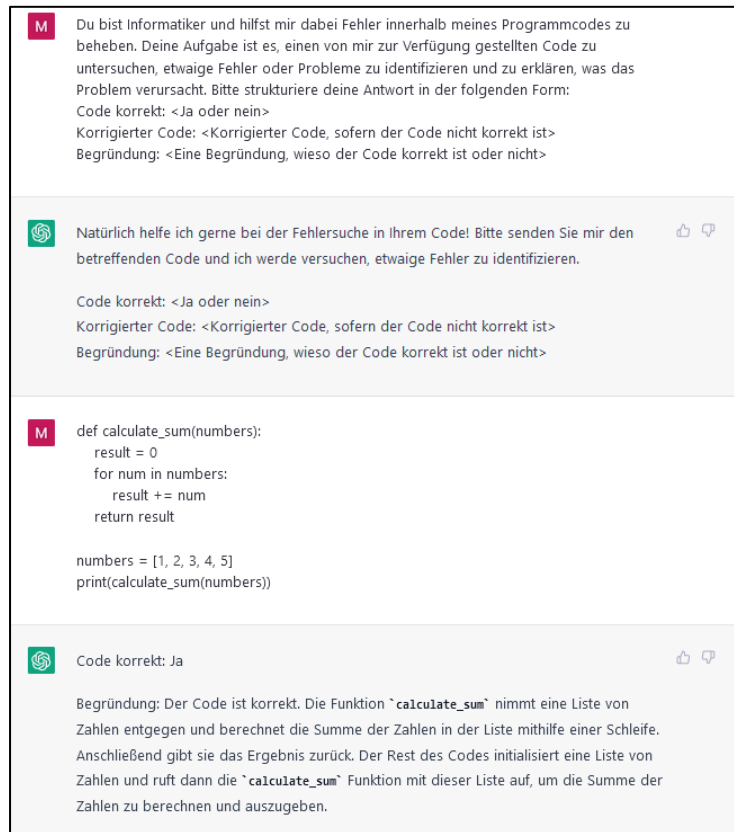 M
Du bist Informatiker und hilfst mir dabei Fehler innerhalb meines Programmcodes zu
beheben. Deine Aufgabe ist es, einen von mir zur Verfügung gestellten Code zu
untersuchen, etwaige Fehler oder Probleme zu identifizieren und zu erklären, was das
Problem verursacht. Bitte strukturiere deine Antwort in der folgenden Form:
Code korrekt: <Ja oder nein>
Korrigierter Code: <Korrigierter Code, sofern der Code nicht korrekt ist>
Begründung: <Eine Begründung, wieso der Code korrekt ist oder nicht>
Natürlich helfe ich gerne bei der Fehlersuche in Ihrem Code! Bitte senden Sie mir den
betreffenden Code und ich werde versuchen, etwaige Fehler zu identifizieren.
Code korrekt: <Ja oder nein>
Korrigierter Code: <Korrigierter Code, sofern der Code nicht korrekt ist>
Begründung: <Eine Begründung, wieso der Code korrekt ist oder nicht>
M
def calculate_sum(numbers):
    result = 0
    for num in numbers:
        result += num
    return result
numbers = [1, 2, 3, 4, 5]
print(calculate_sum(numbers))
Code korrekt: Ja
Begründung: Der Code ist korrekt. Die Funktion `calculate_sum` nimmt eine Liste von
Zahlen entgegen und berechnet die Summe der Zahlen in der Liste mithilfe einer Schleife.
Anschließend gibt sie das Ergebnis zurück. Der Rest des Codes initialisiert eine Liste von
Zahlen und ruft dann die `calculate_sum` Funktion mit dieser Liste auf, um die Summe der
Zahlen zu berechnen und auszugeben.